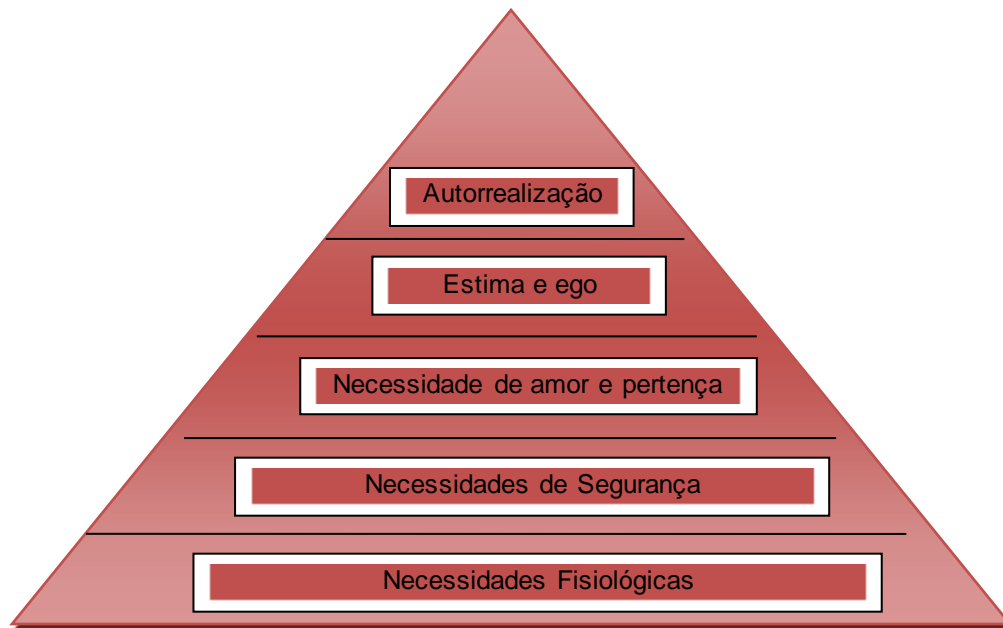 Autorrealização
Estima e ego
Necessidade de amor e pertença
Necessidades de Segurança
Necessidades Fisiológicas